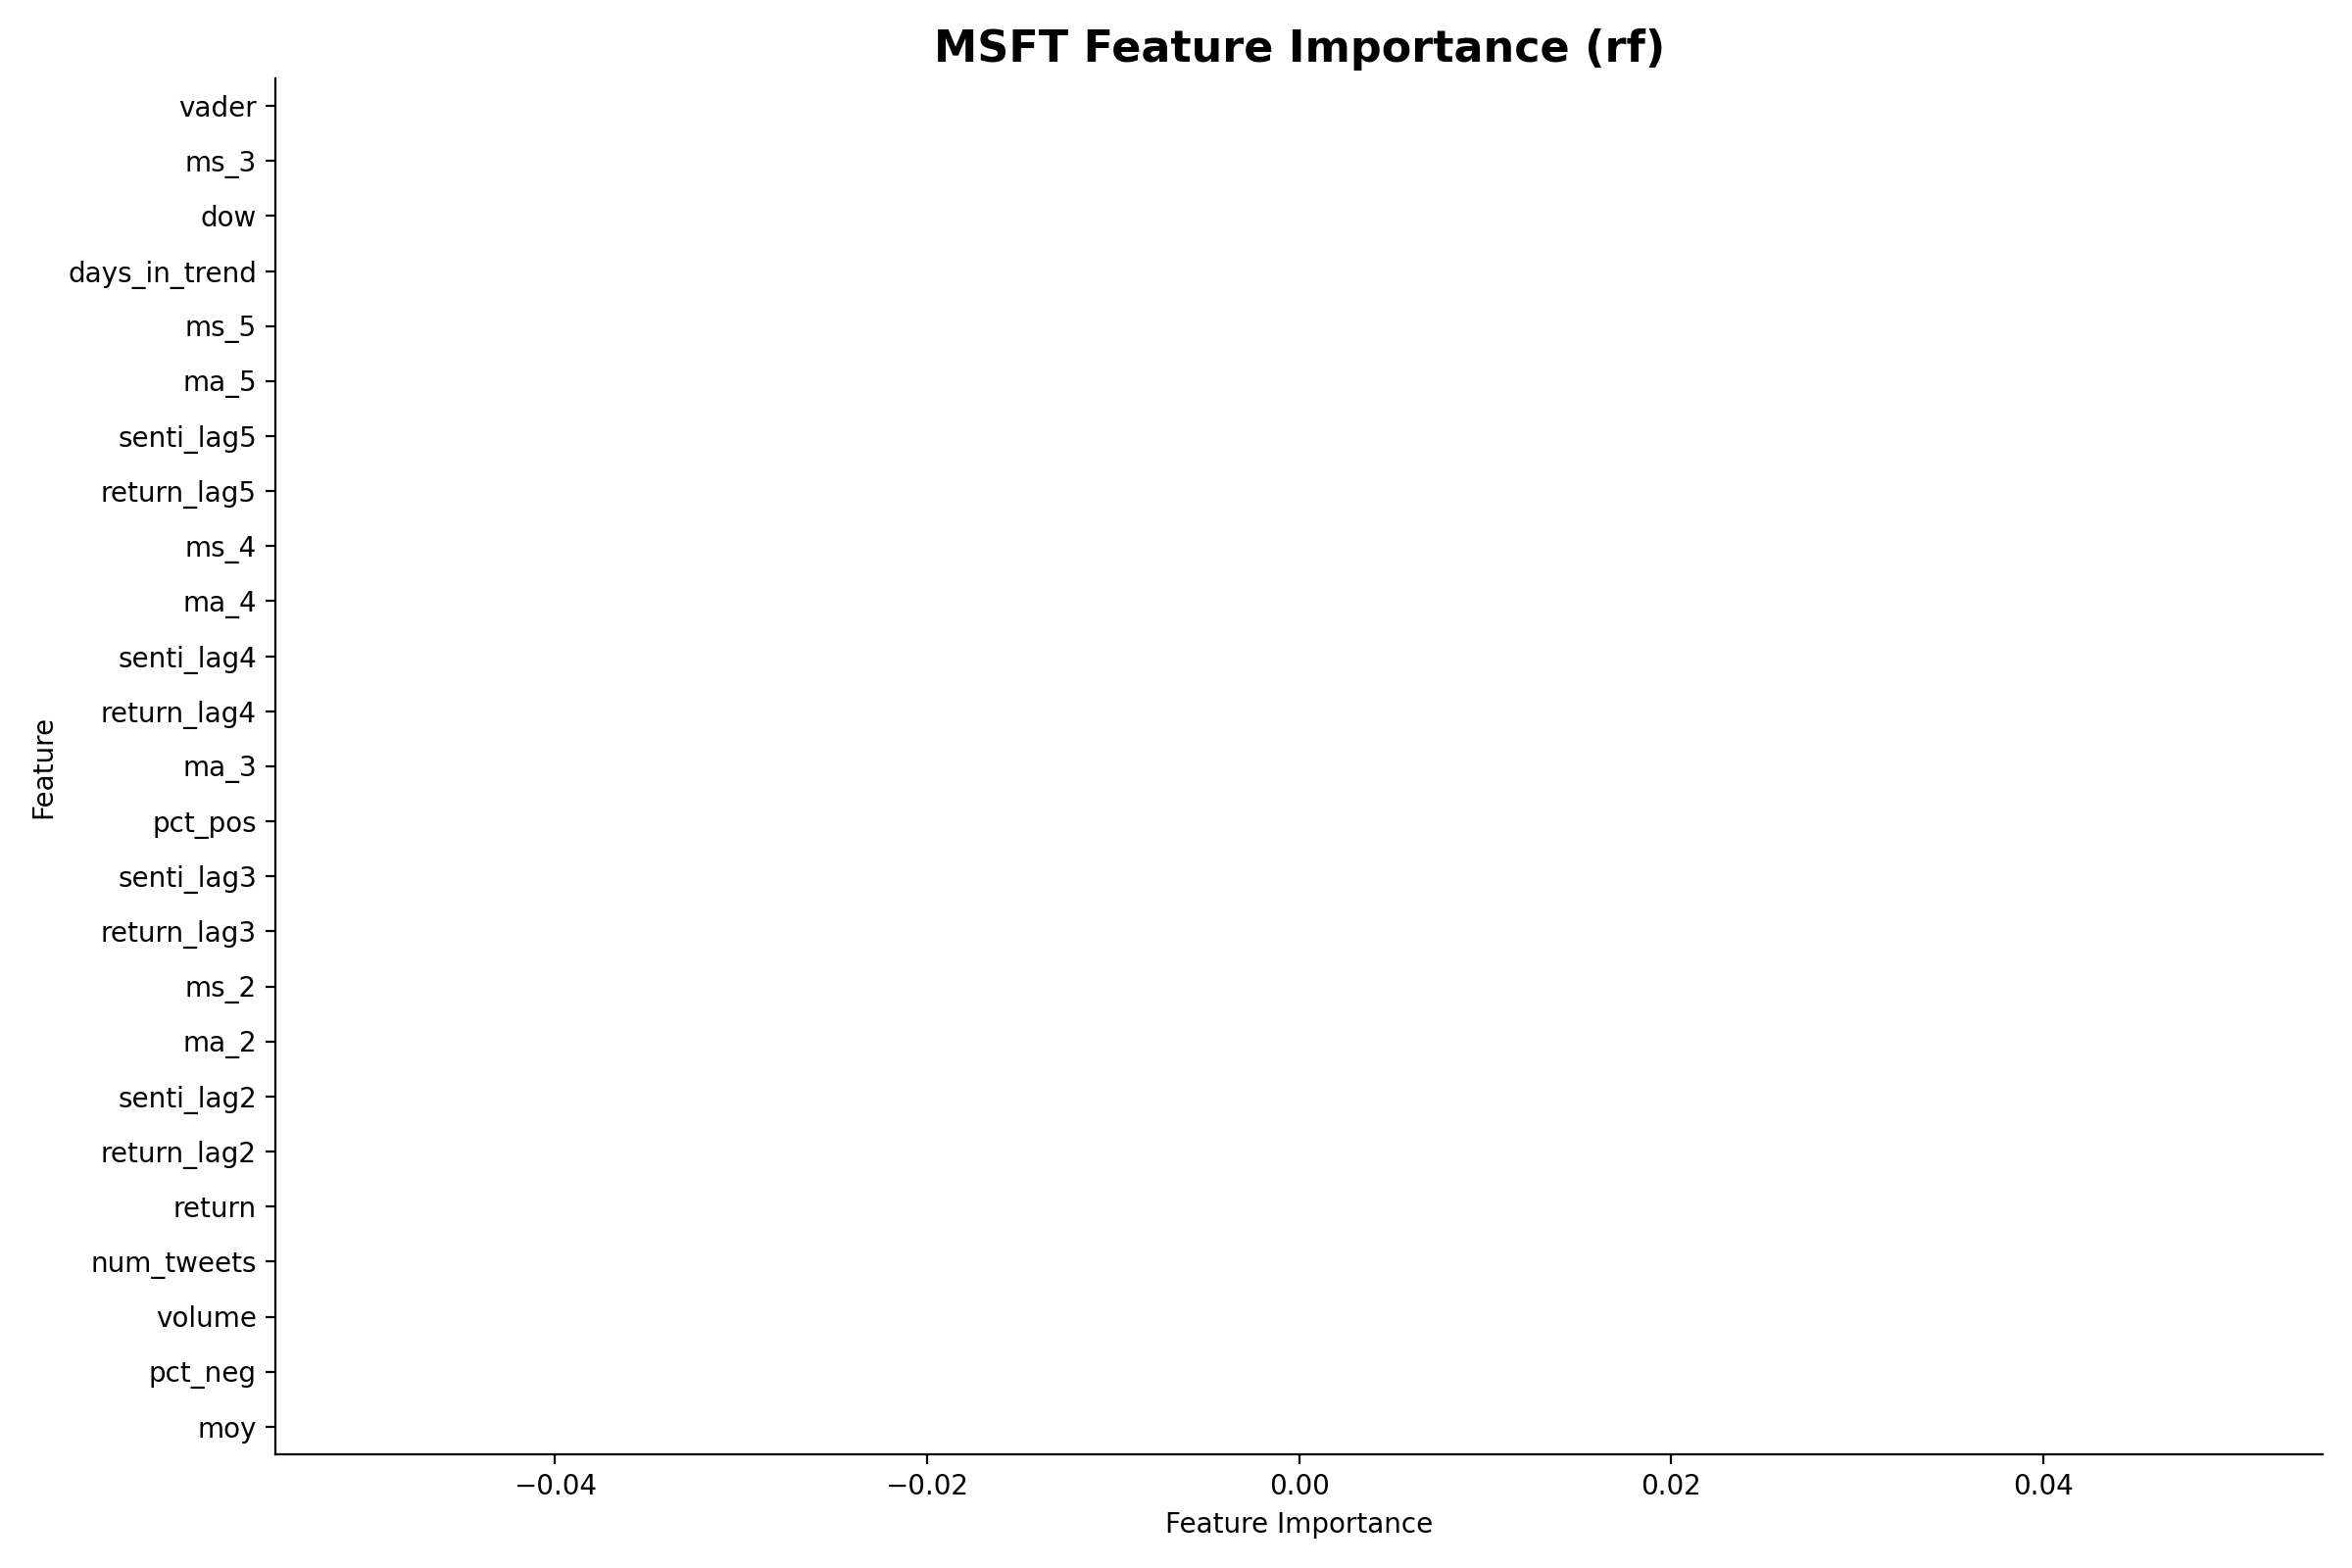 MSFT Feature Importance (rf)
vader
ms_3
dow
days_in_trend
ms_5
ma_5
senti_lag5
return_lag5
ms_4
ma_4
senti_lag4
return_lag4
ma_3
pct_pos
senti_lag3
return_lag3
ms_2
ma_2
senti_lag2
return_lag2
return
num_tweets
volume
pct_neg
moy
Feature
−0.04 −0.02 0.00 0.02 0.04
Feature Importance